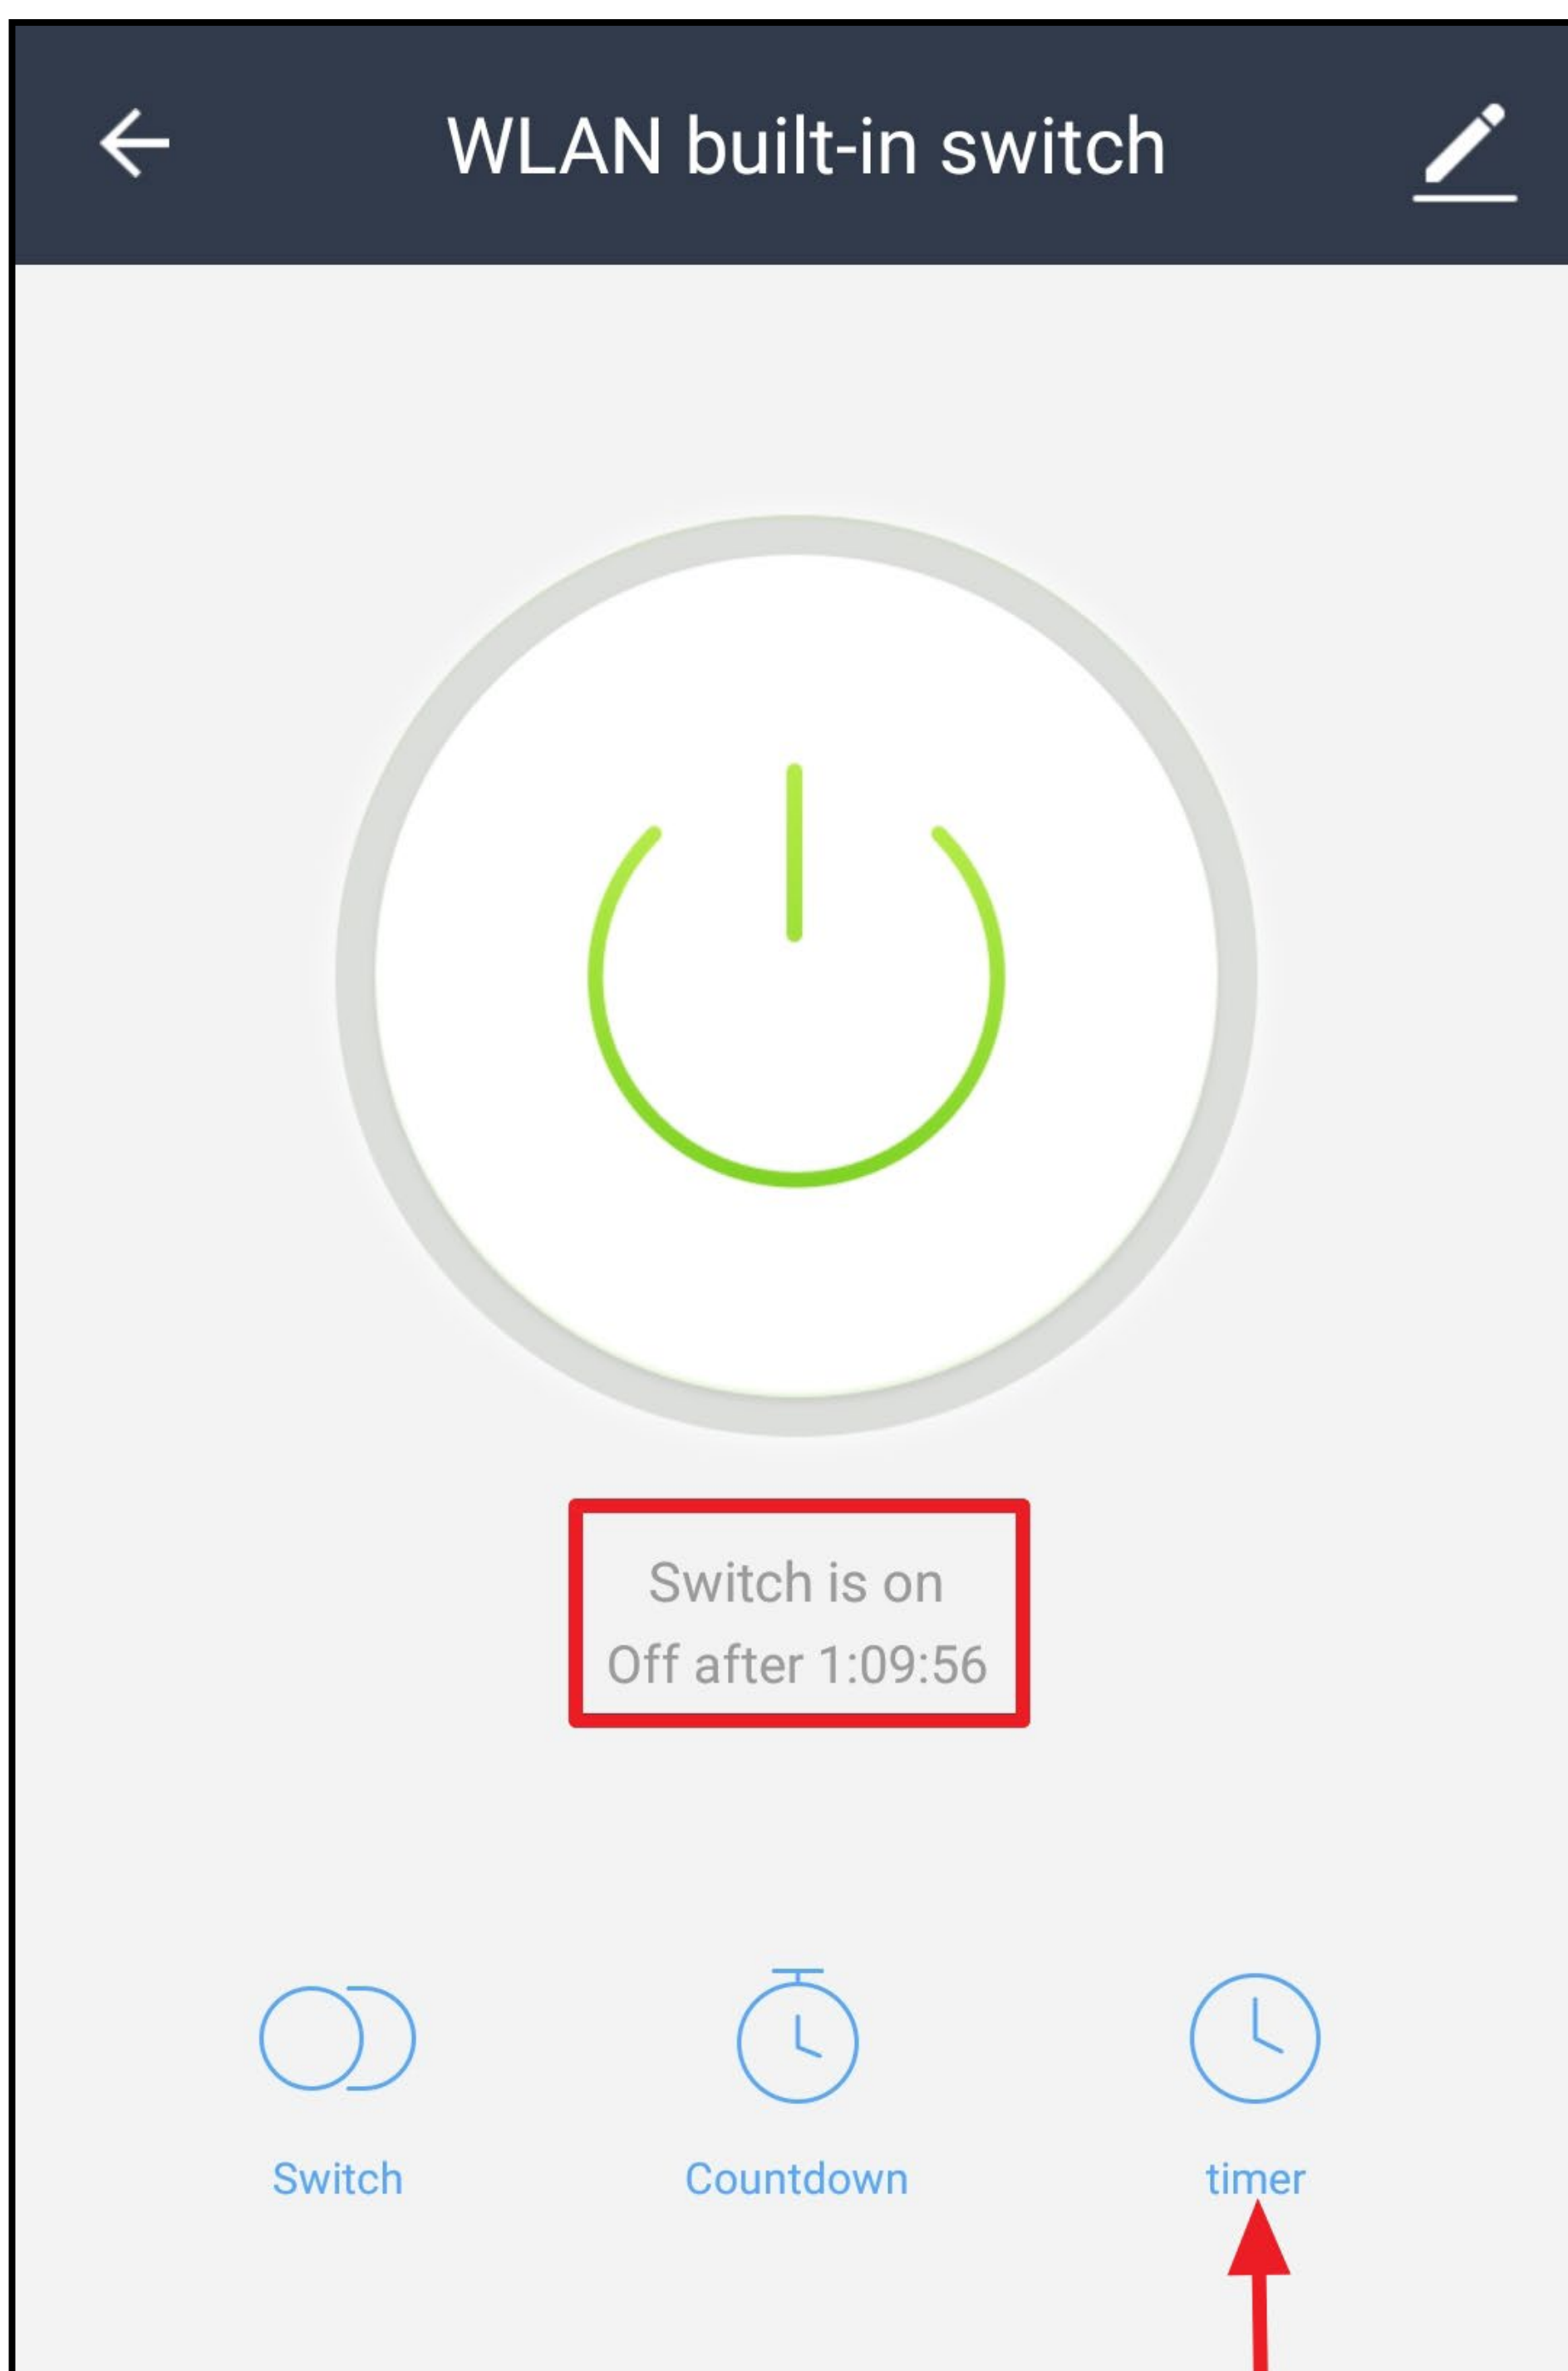 WLAN built-in switch
Switch is on
Off after 1:09:56
Switch
Countdown
timer